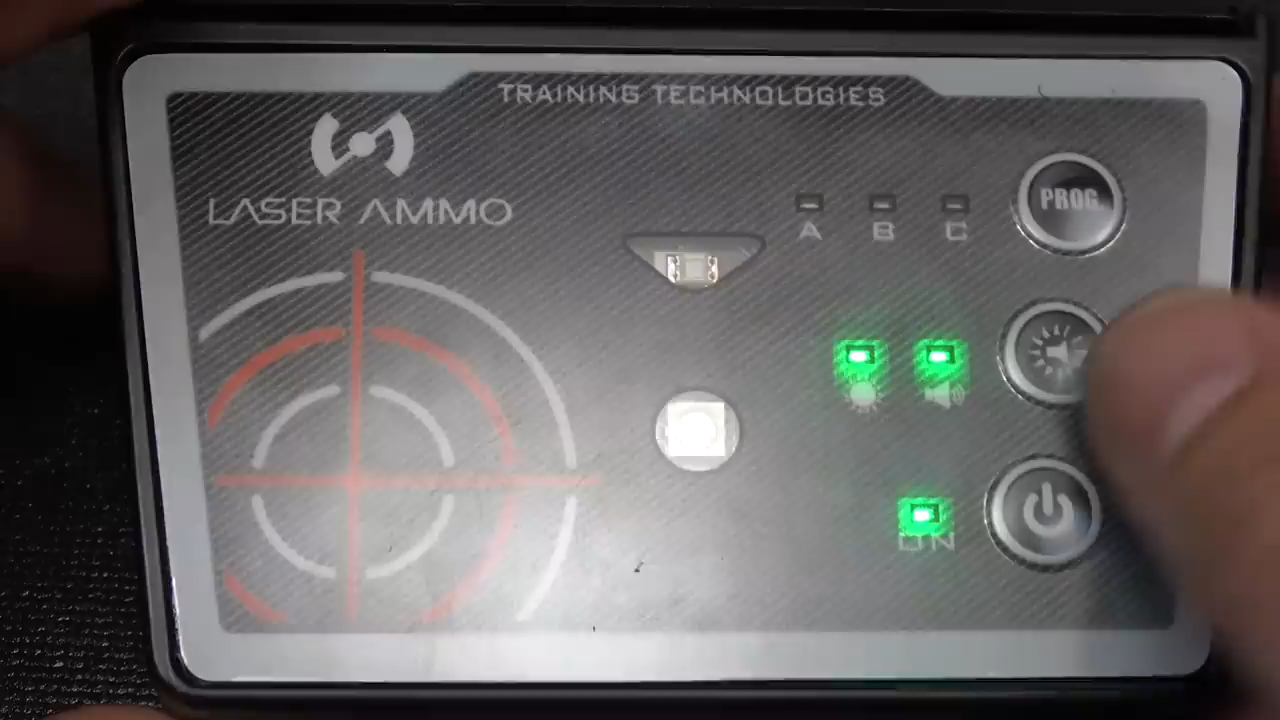 TRAINING TECHNOLOGIES
LASER AMMO
A B C
PROG.
ON